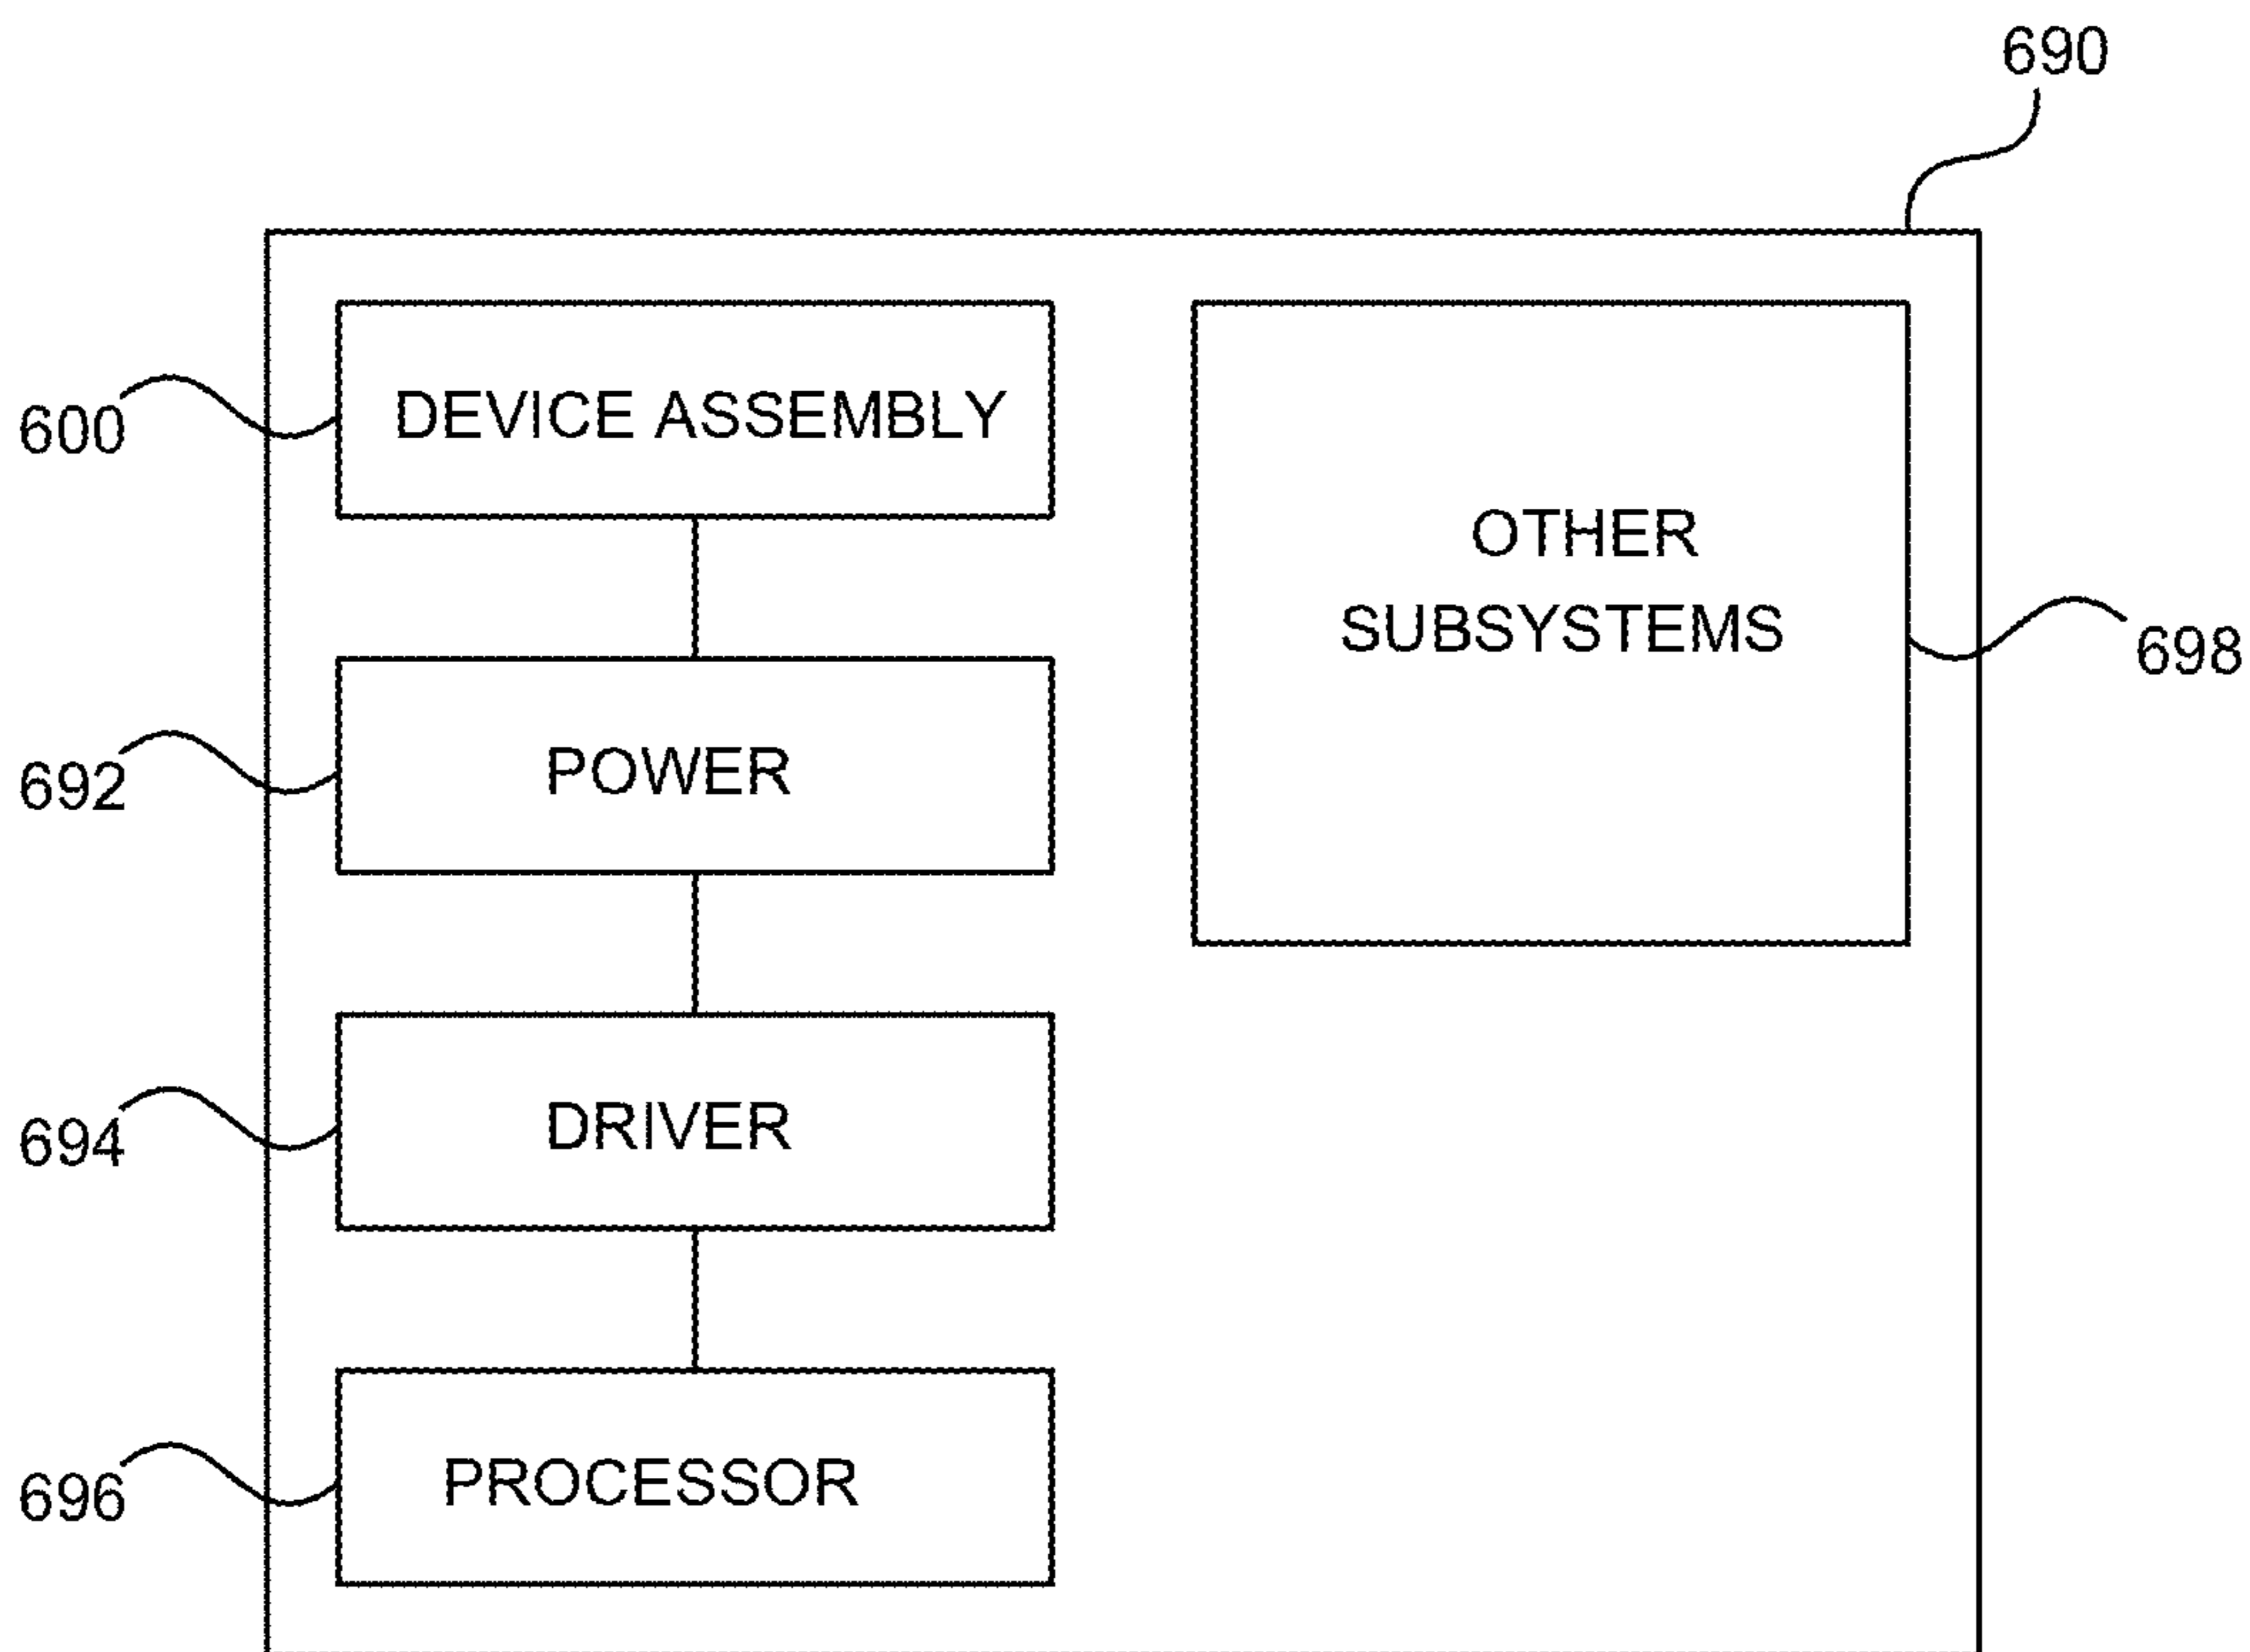 690
600
DEVICE ASSEMBLY
OTHER
SUBSYSTEMS
698
692
POWER
694
DRIVER
696
PROCESSOR